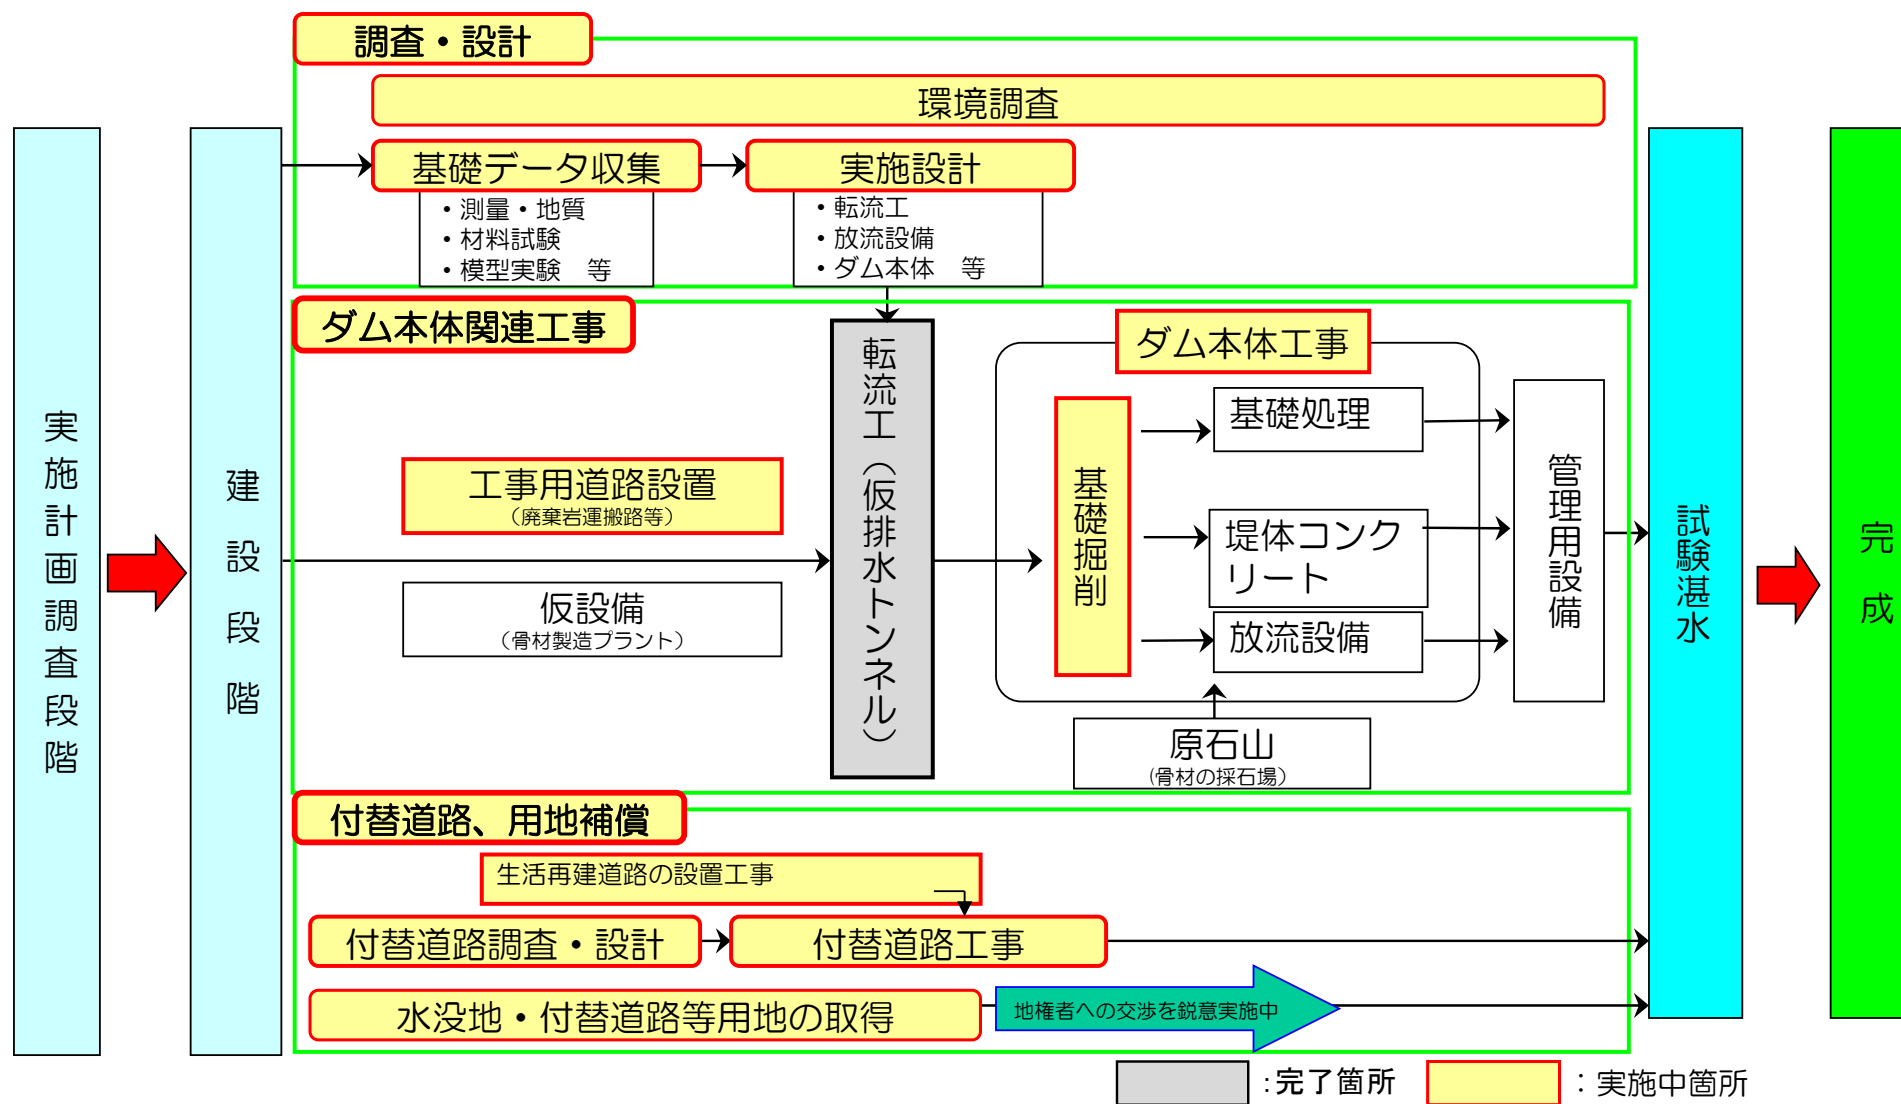 実施計画調査段階
建設段階
調査・設計
環境調査
基礎データ収集
・測量・地質
・材料試験
・模型実験　等
実施設計
・転流工
・放流設備
・ダム本体　等
ダム本体関連工事
工事用道路設置
（廃棄岩運搬路等）
仮設備
（骨材製造プラント）
転流工（仮排水トンネル）
ダム本体工事
基礎掘削
基礎処理
堤体コンク
リート
放流設備
原石山
（骨材の採石場）
管理用設備
付替道路、用地補償
生活再建道路の設置工事
付替道路調査・設計
付替道路工事
水没地・付替道路等用地の取得
地権者への交渉を鋭意実施中
試験湛水
完成
：完了箇所
：実施中箇所